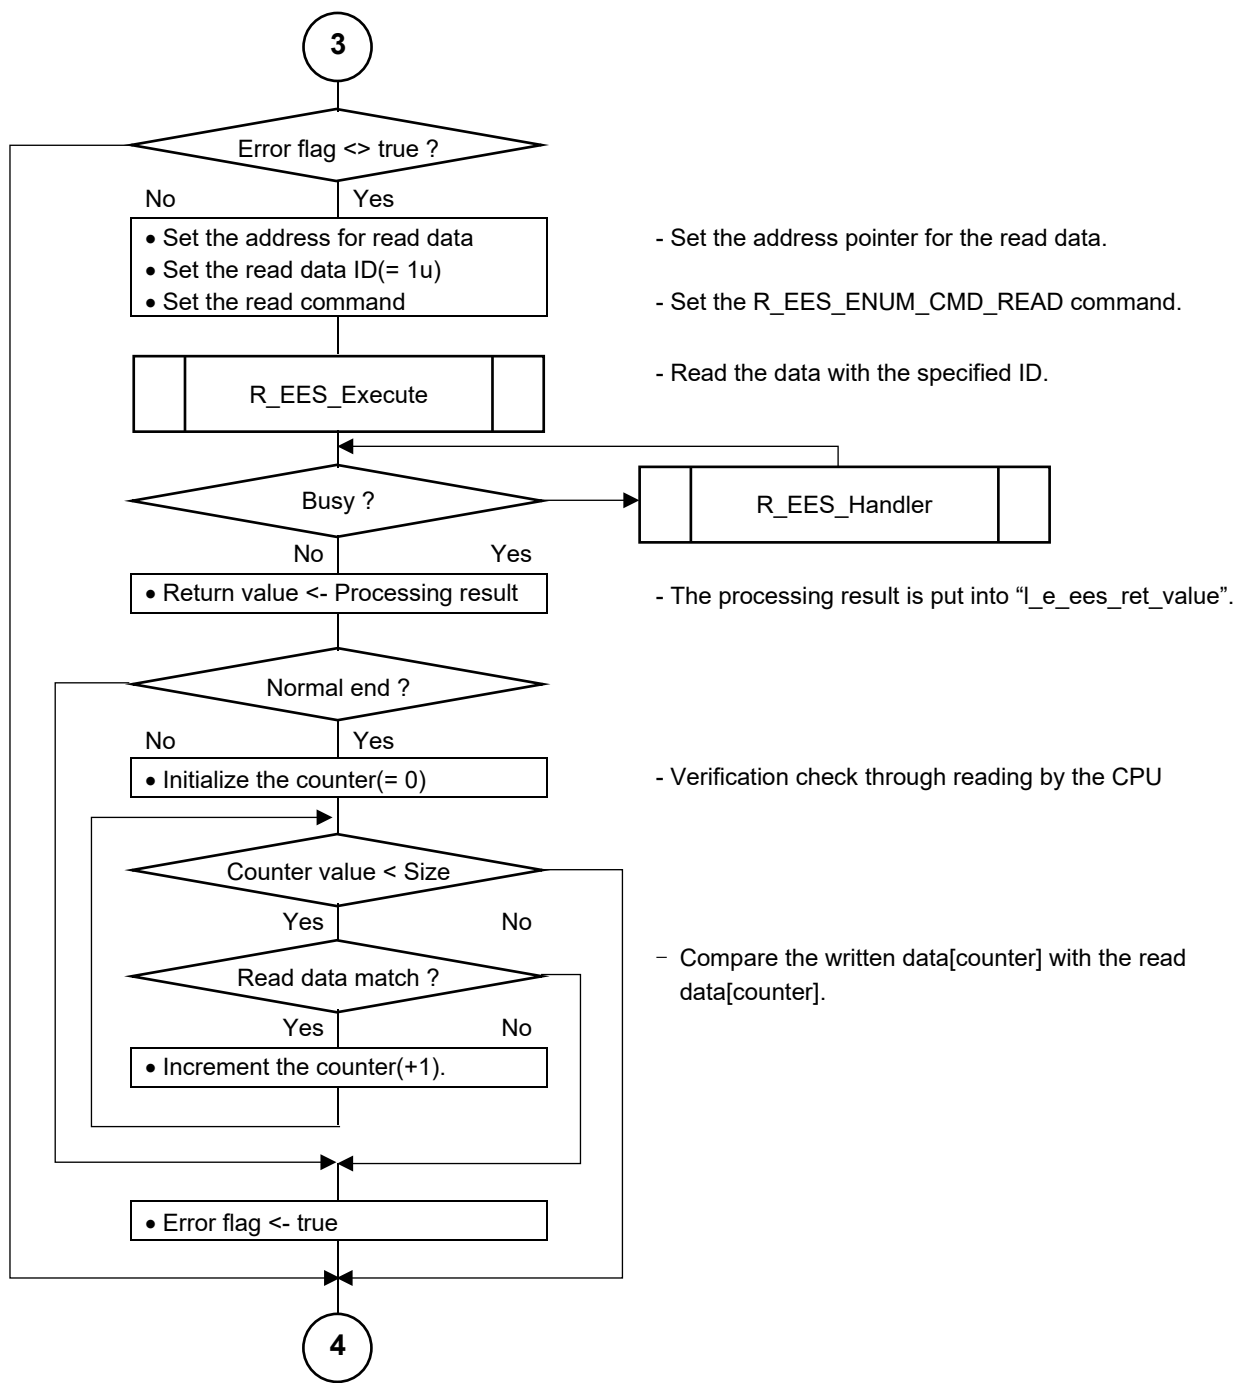 3
Error flag <> true ?
No
Yes
• Set the address for read data
- Set the address pointer for the read data.
• Set the read data ID(= 1u)
• Set the read command
- Set the R_EES_ENUM_CMD_READ command.
R_EES_Execute
- Read the data with the specified ID.
Busy ?
R_EES_Handler
No
Yes
• Return value <- Processing result
- The processing result is put into “l_e_ees_ret_value”.
Normal end ?
No
Yes
• Initialize the counter(= 0)
- Verification check through reading by the CPU
Counter value < Size
Yes
No
Read data match ?
– Compare the written data[counter] with the read
data[counter].
Yes
No
• Increment the counter(+1).
• Error flag <- true
4